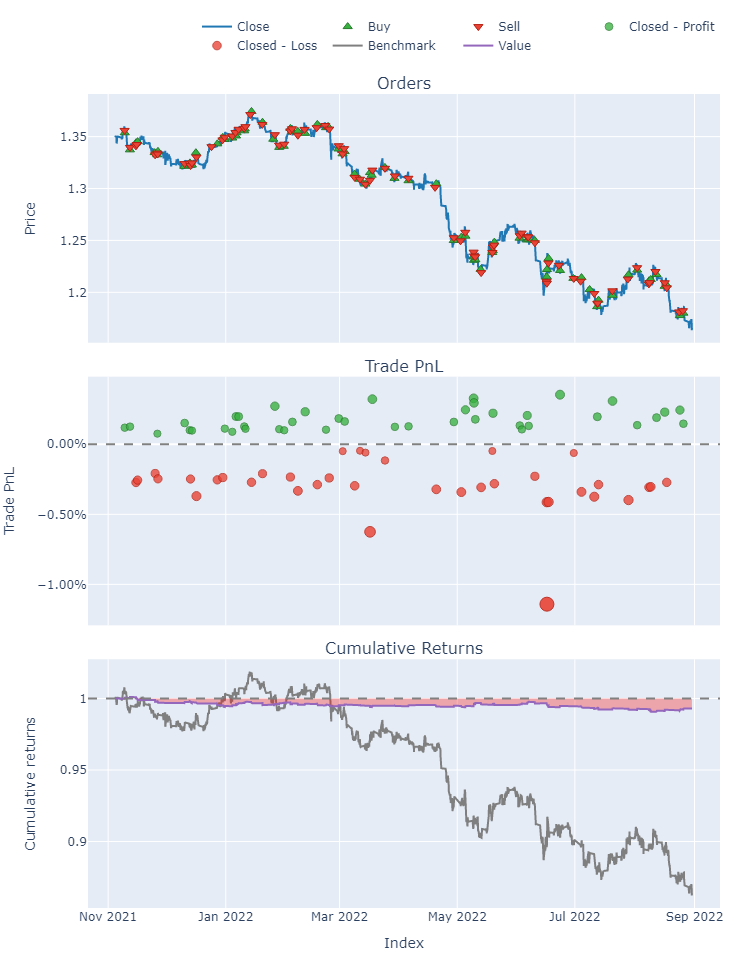 Close Buy Sell Closed - Profit
Closed - Loss Benchmark Value
Orders
1.35
1.3
1.25
1.2
Price
Trade PnL
0.00%
−0.50%
−1.00%
Trade PnL
Cumulative Returns
1
0.95
0.9
Cumulative returns
Nov 2021 Jan 2022 Mar 2022 May 2022 Jul 2022 Sep 2022
Index